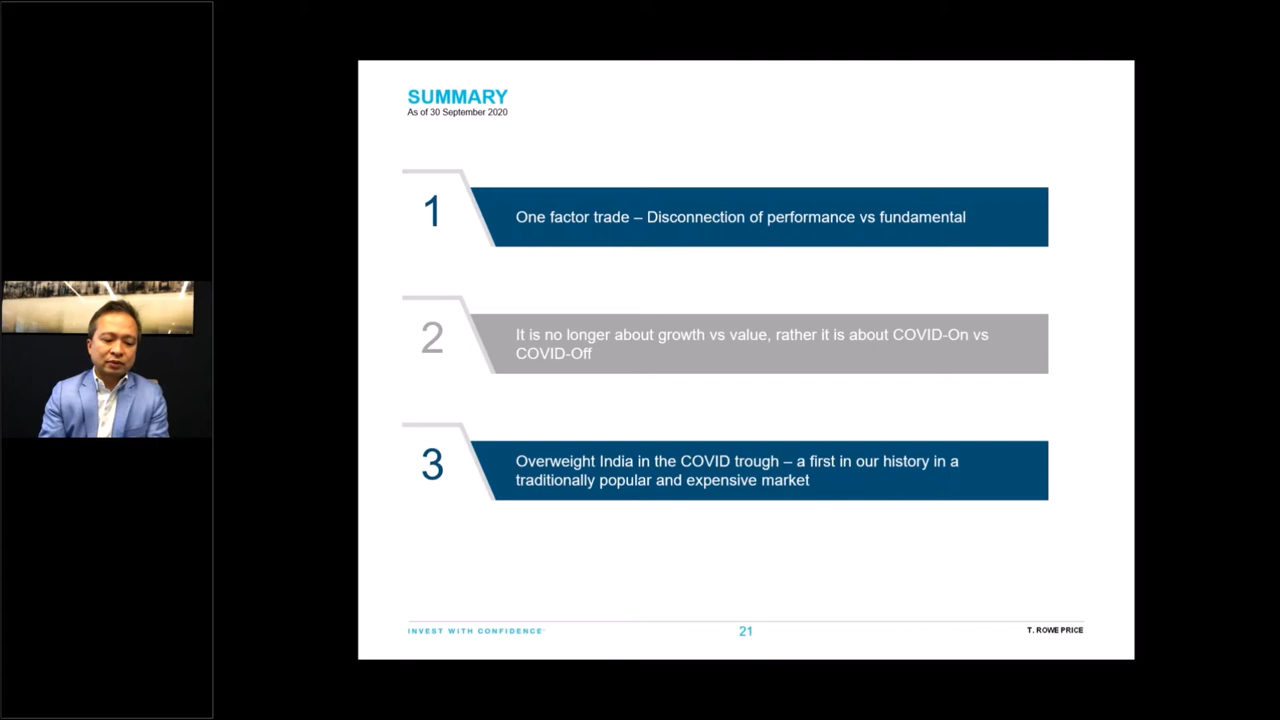 SUMMARY
As of 30 September 2020
1
One factor trade – Disconnection of performance vs fundamental
2
It is no longer about growth vs value, rather it is about COVID-On vs
COVID-Off
3
Overweight India in the COVID trough – a first in our history in a
traditionally popular and expensive market
INVEST WITH CONFIDENCE
21
T. ROWE PRICE